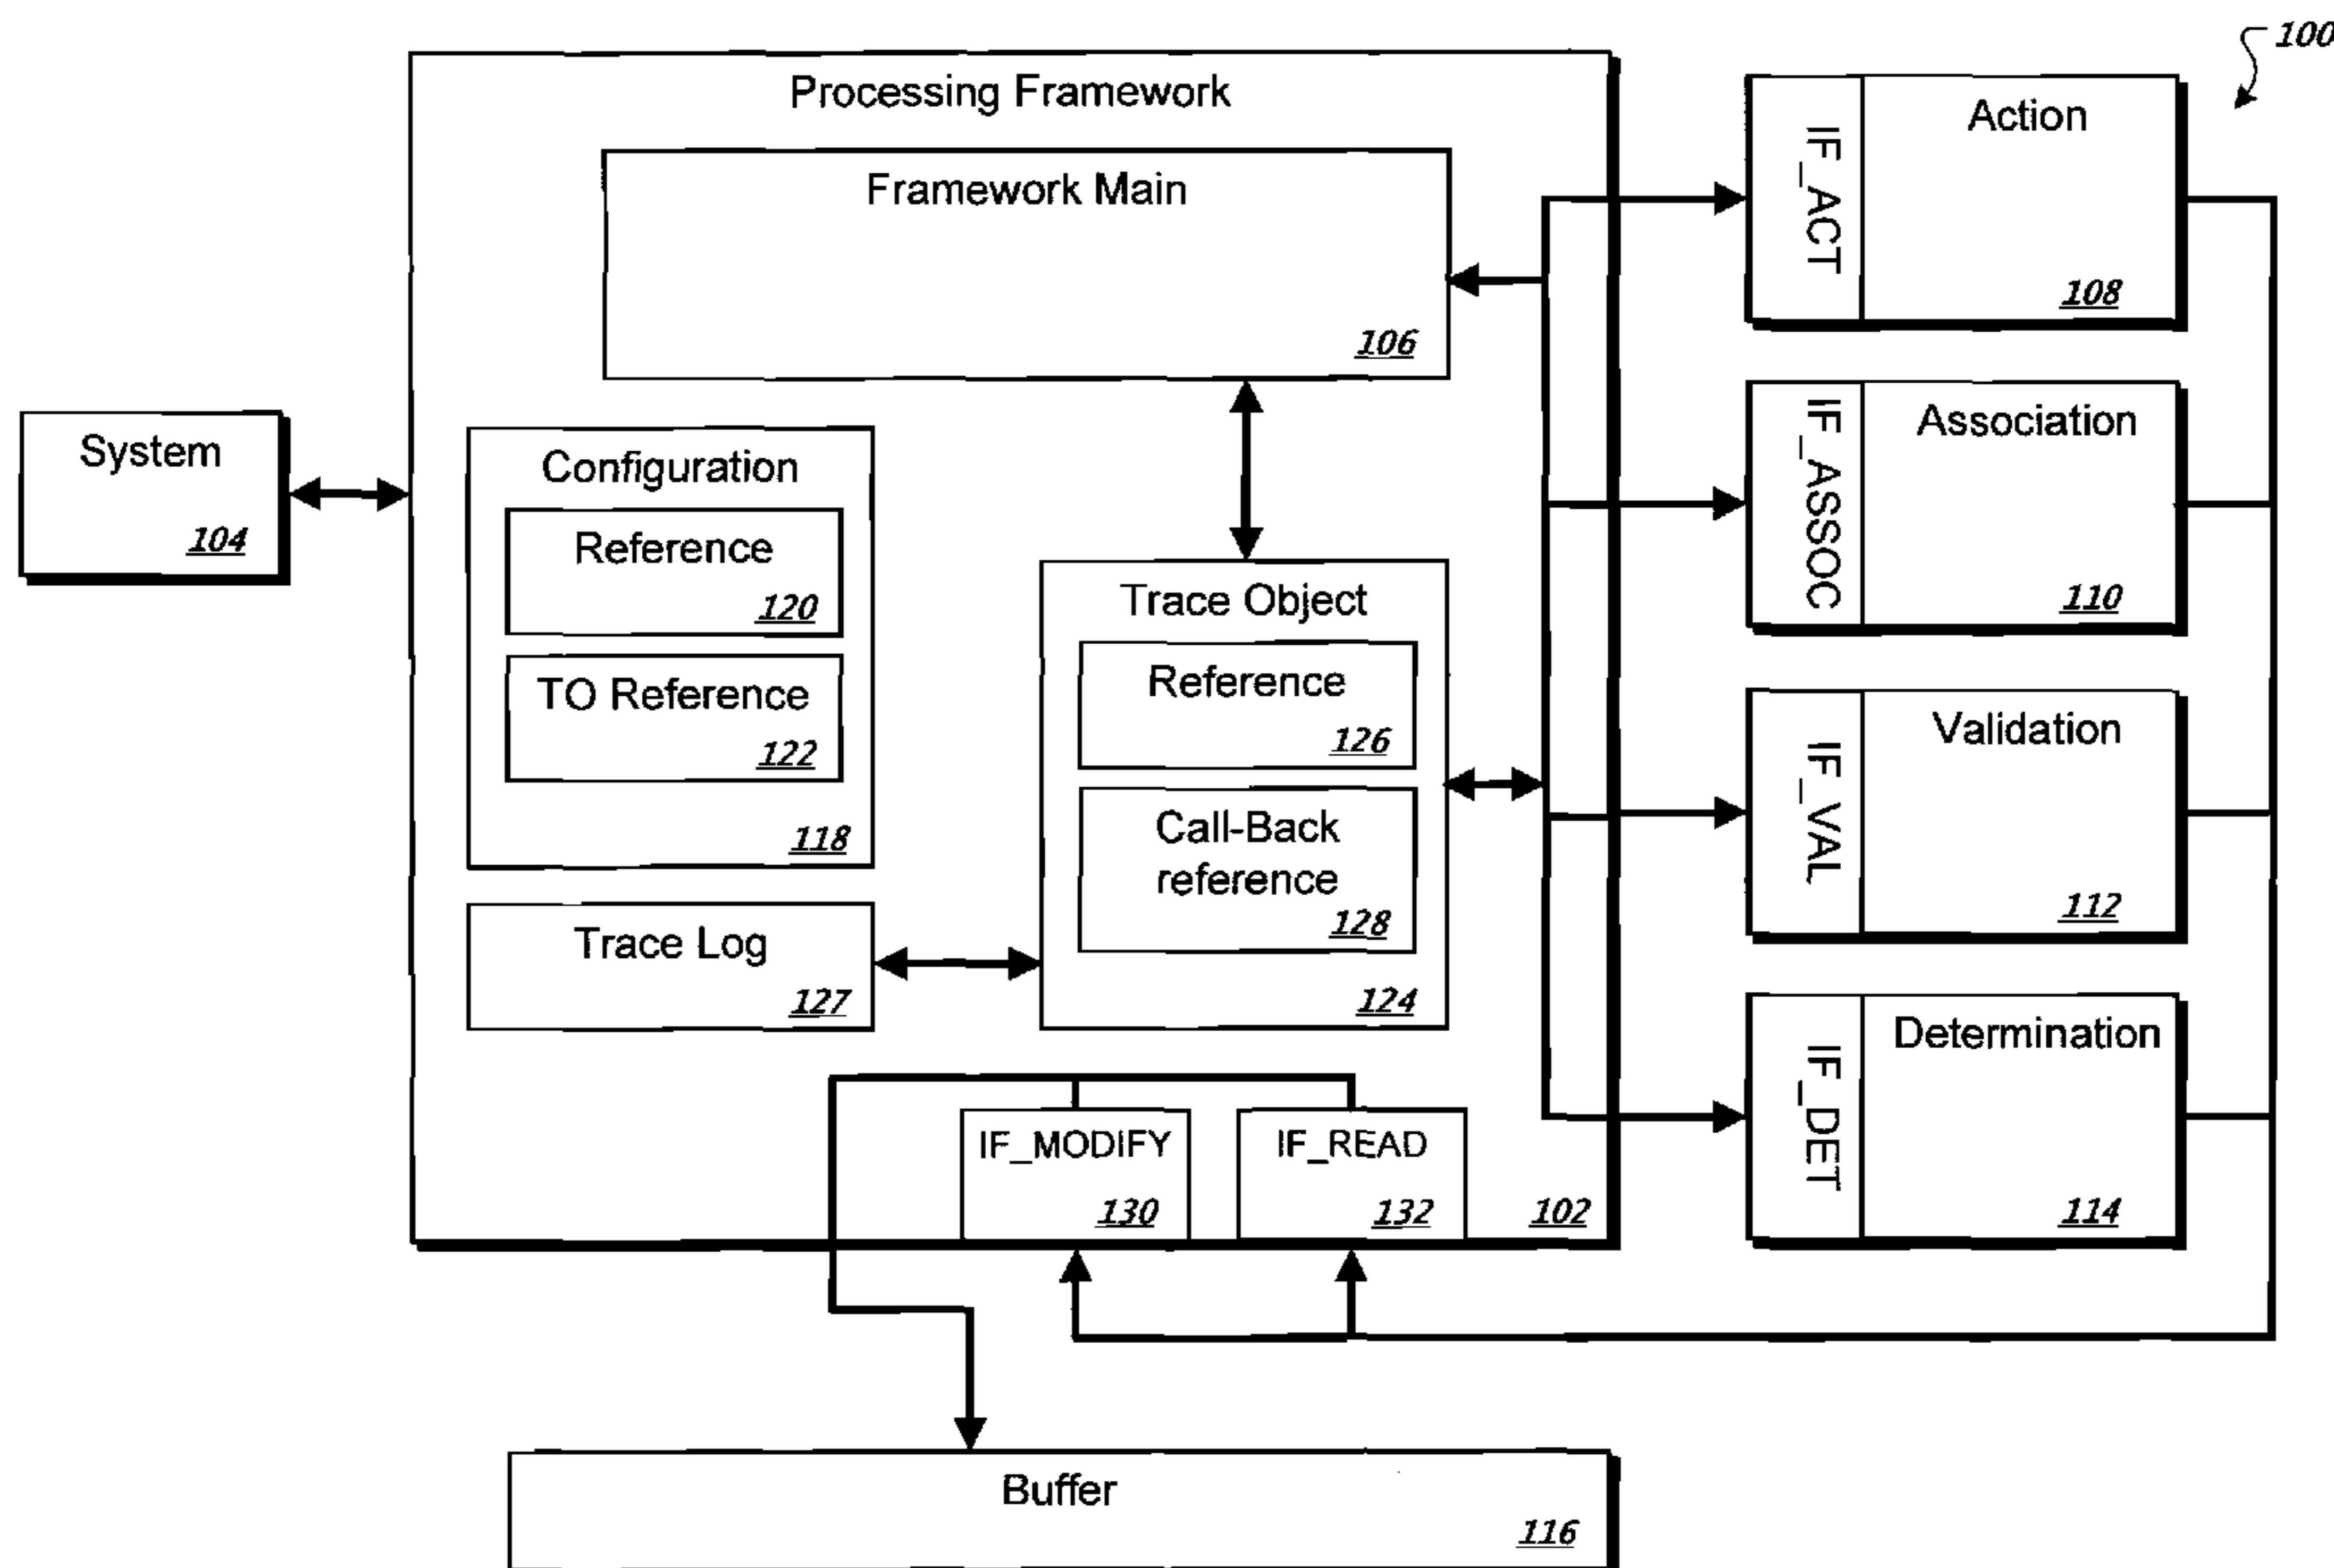 100
Processing Framework
Framework Main
106
System
104
Configuration
Reference
120
TO Reference
122
118
Trace Log
127
Trace Object
Reference
126
Call-Back
reference
128
124
IF_MODIFY
130
IF_READ
132
102
IF_ACT
Action
108
IF_ASSOC
Association
110
IF_VAL
Validation
112
IF_DET
Determination
114
Buffer
116